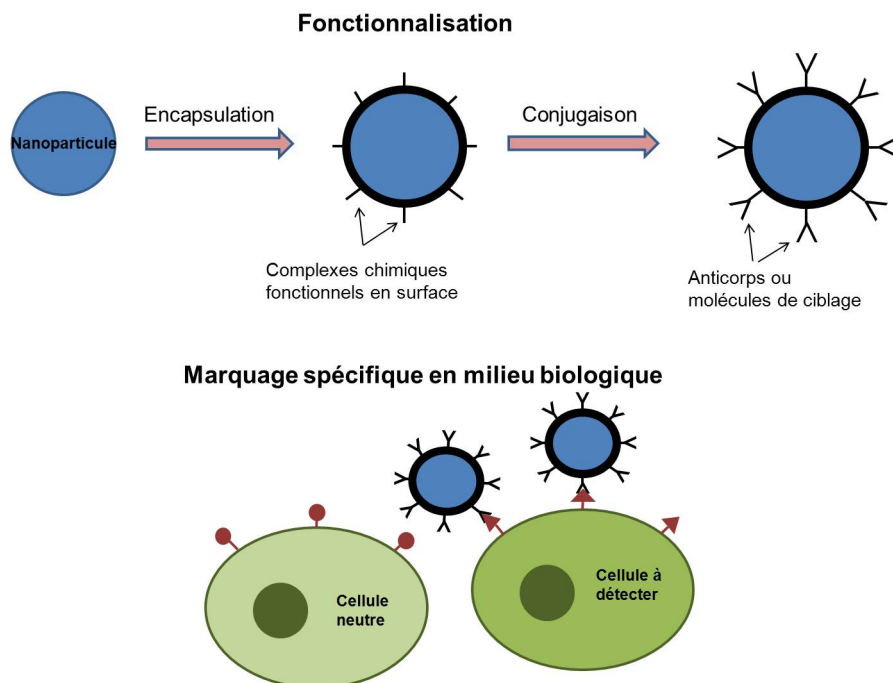 Fonctionnalisation
Encapsulation
Conjugaison
Nanoparticule
Complexes chimiques
fonctionnels en surface
Anticorps ou
molécules de ciblage
Marquage spécifique en milieu biologique
Cellule
neutre
Cellule à
détecter